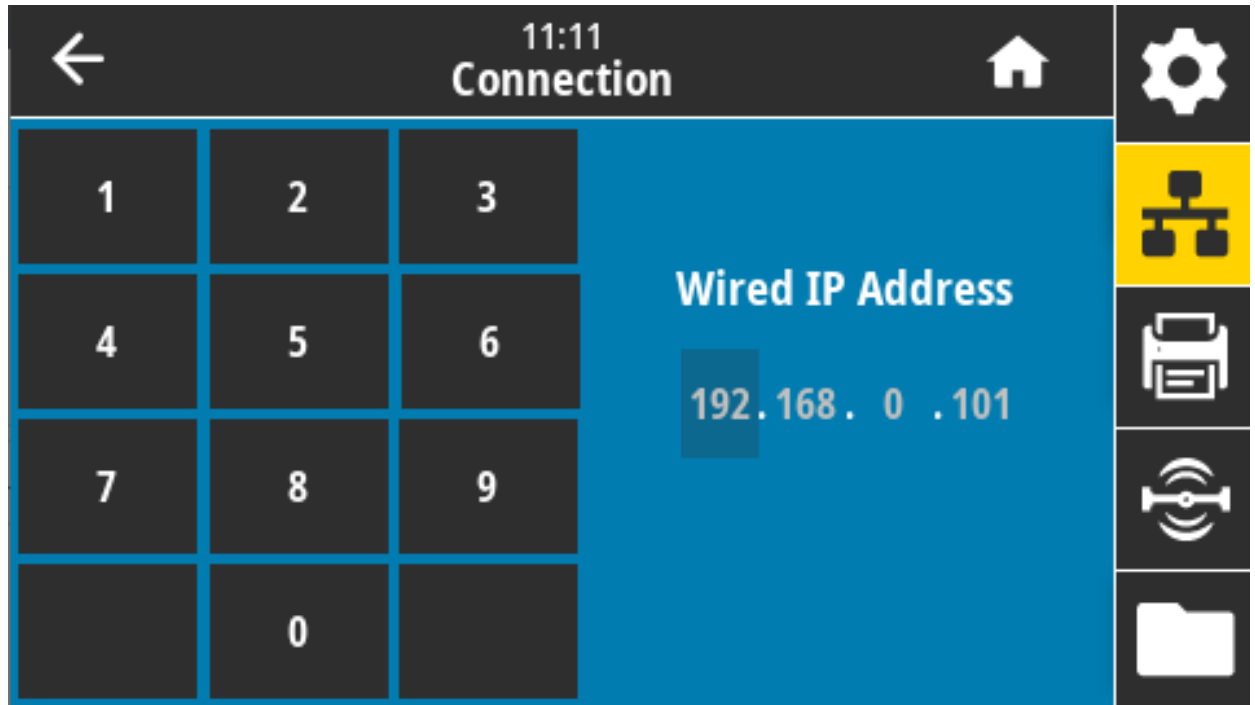 11:11
Connection
1 2 3
4 5 6
7 8 9
0
Wired IP Address
192.168. 0 .101